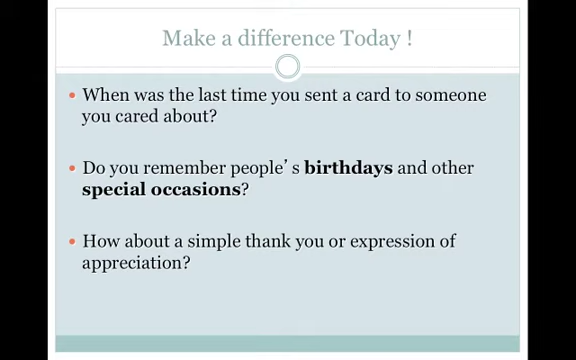 Make a difference Today !
• When was the last time you sent a card to someone
you cared about?
• Do you remember people’s birthdays and other
special occasions?
• How about a simple thank you or expression of
appreciation?